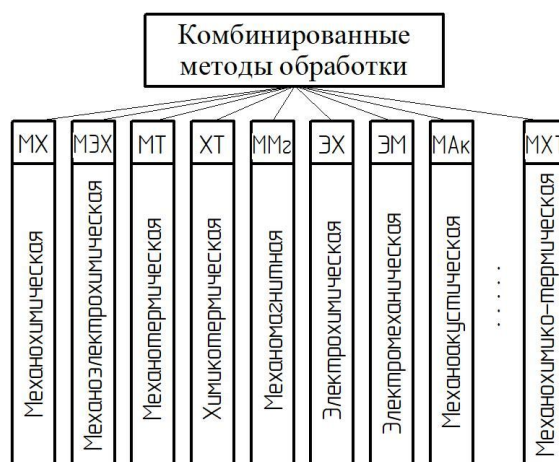 Комбинированные
методы обработки
МХ
МЭХ
МТ
ХТ
ММг
ЭХ
ЭМ
МАк
МХТ
Механохимическая
Механоэлектрохимическая
Механотермическая
Химикотермическая
Механомагнитная
Электрохимическая
Электромеханическая
Механоакустическая
. . . . .
Механохимико-термическая